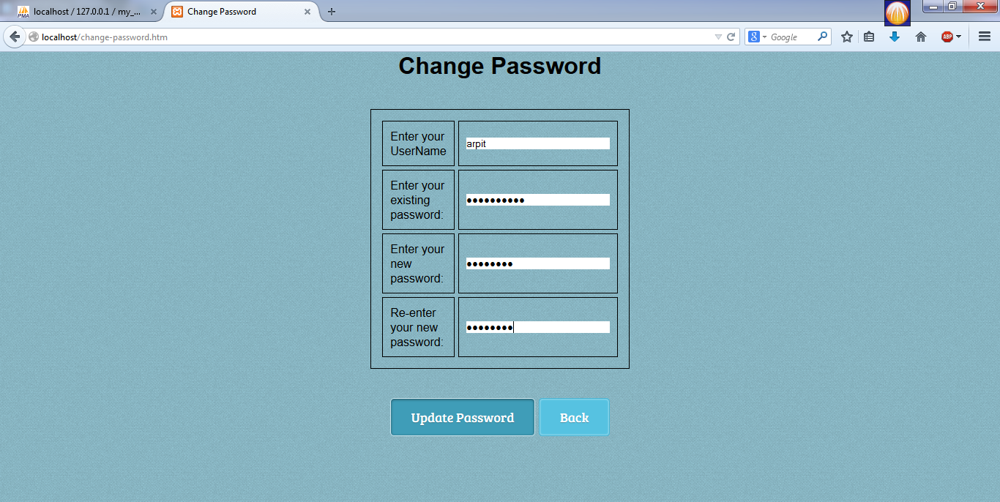 localhost / 127.0.0.1 / my_...
Change Password
localhost/change-password.htm
Google
ABP
Change Password
Enter your
UserName
arpit
Enter your
existing
password:
••••••••••
Enter your
new
password:
••••••••
Re-enter
your new
password:
••••••••
Update Password
Back